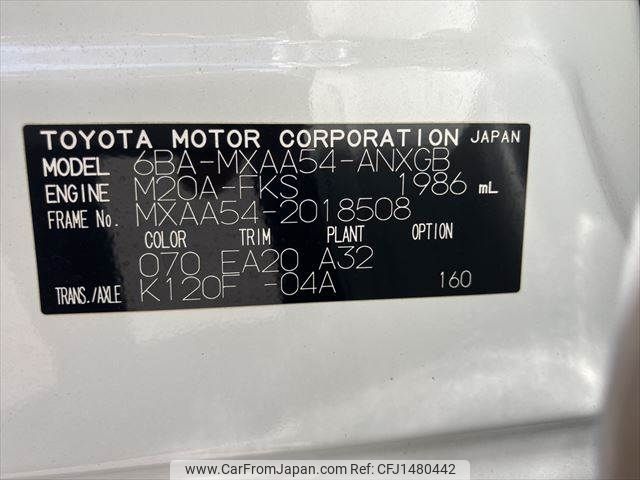 TOYOTA MOTOR CORPORATION JAPAN
MODEL 6BA-MXAA54-ANXGB
ENGINE M20A-FKS 1986 mL
FRAME No. MXAA54-2018508
COLOR TRIM PLANT OPTION
070 EA20 A32
TRANS./AXLE K120F -04A 160
www.CarFromJapan.com | CFJ1480442